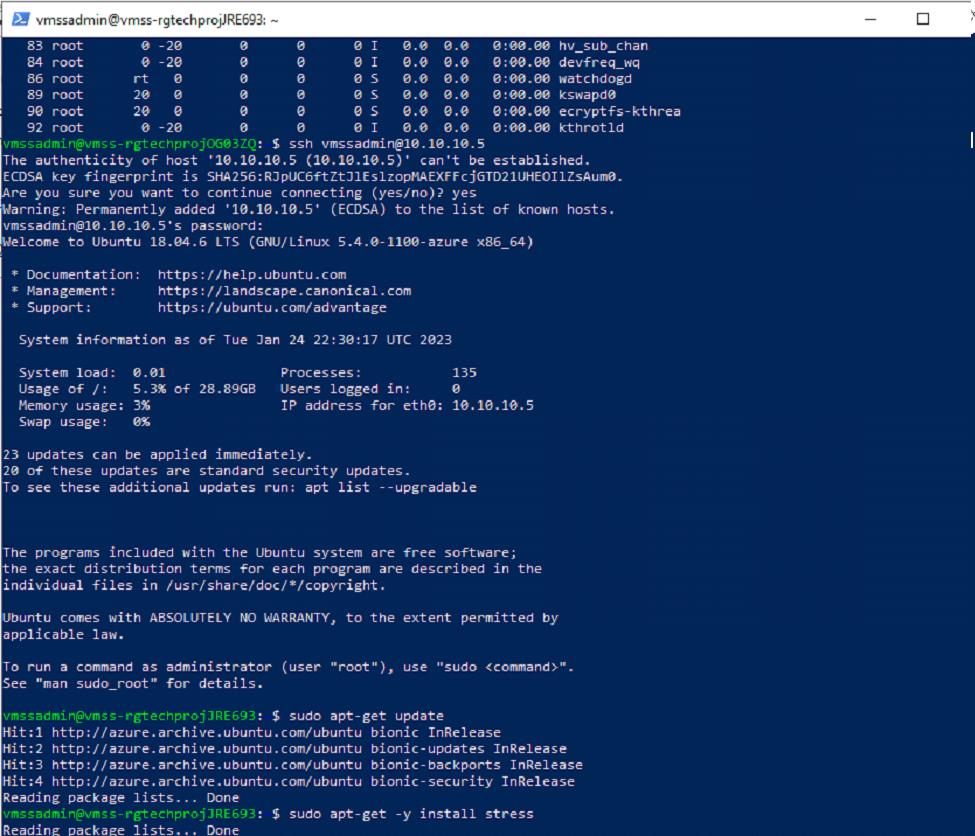 vmssadmin@vmss-rgtechprojJRE693: ~
83 root 0 -20 0 0 0 I 0.0 0.0 0:00.00 hv_sub_chan
84 root 0 -20 0 0 0 I 0.0 0.0 0:00.00 devfreq_wq
86 root rt 0 0 0 0 S 0.0 0.0 0:00.00 watchdogd
89 root 20 0 0 0 0 S 0.0 0.0 0:00.00 kswapd0
90 root 20 0 0 0 0 S 0.0 0.0 0:00.00 ecryptfs-kthrea
92 root 0 -20 0 0 0 I 0.0 0.0 0:00.00 kthrotld
vmssadmin@vmss-rgtechprojOG03ZQ: $ ssh vmssadmin@10.10.10.5
The authenticity of host '10.10.10.5 (10.10.10.5)' can't be established.
ECDSA key fingerprint is
Are you sure you want to continue connecting (yes/no)? yes
Warning: Permanently added '10.10.10.5' (ECDSA) to the list of known hosts.
vmssadmin@10.10.10.5's password:
Welcome to Ubuntu 18.04.6 LTS (GNU/Linux 5.4.0-1100-azure x86_64)
* Documentation: https://help.ubuntu.com
* Management: https://landscape.canonical.com
* Support: https://ubuntu.com/advantage
System information as of Tue Jan 24 22:30:17 UTC 2023
System load: 0.01 Processes: 135
Usage of /: 5.3% of 28.89GB Users logged in: 0
Memory usage: 3% IP address for eth0: 10.10.10.5
Swap usage: 0%
23 updates can be applied immediately.
20 of these updates are standard security updates.
To see these additional updates run: apt list --upgradable
The programs included with the Ubuntu system are free software;
the exact distribution terms for each program are described in the
individual files in /usr/share/doc/*/copyright.
Ubuntu comes with ABSOLUTELY NO WARRANTY, to the extent permitted by
applicable law.
To run a command as administrator (user "root"), use "sudo <command>".
See "man sudo_root" for details.
vmssadmin@vmss-rgtechprojJRE693: $ sudo apt-get update
Hit:1 http://azure.archive.ubuntu.com/ubuntu bionic InRelease
Hit:2 http://azure.archive.ubuntu.com/ubuntu bionic-updates InRelease
Hit:3 http://azure.archive.ubuntu.com/ubuntu bionic-backports InRelease
Hit:4 http://azure.archive.ubuntu.com/ubuntu bionic-security InRelease
Reading package lists... Done
vmssadmin@vmss-rgtechprojJRE693: $ sudo apt-get -y install stress
Reading package lists... Done